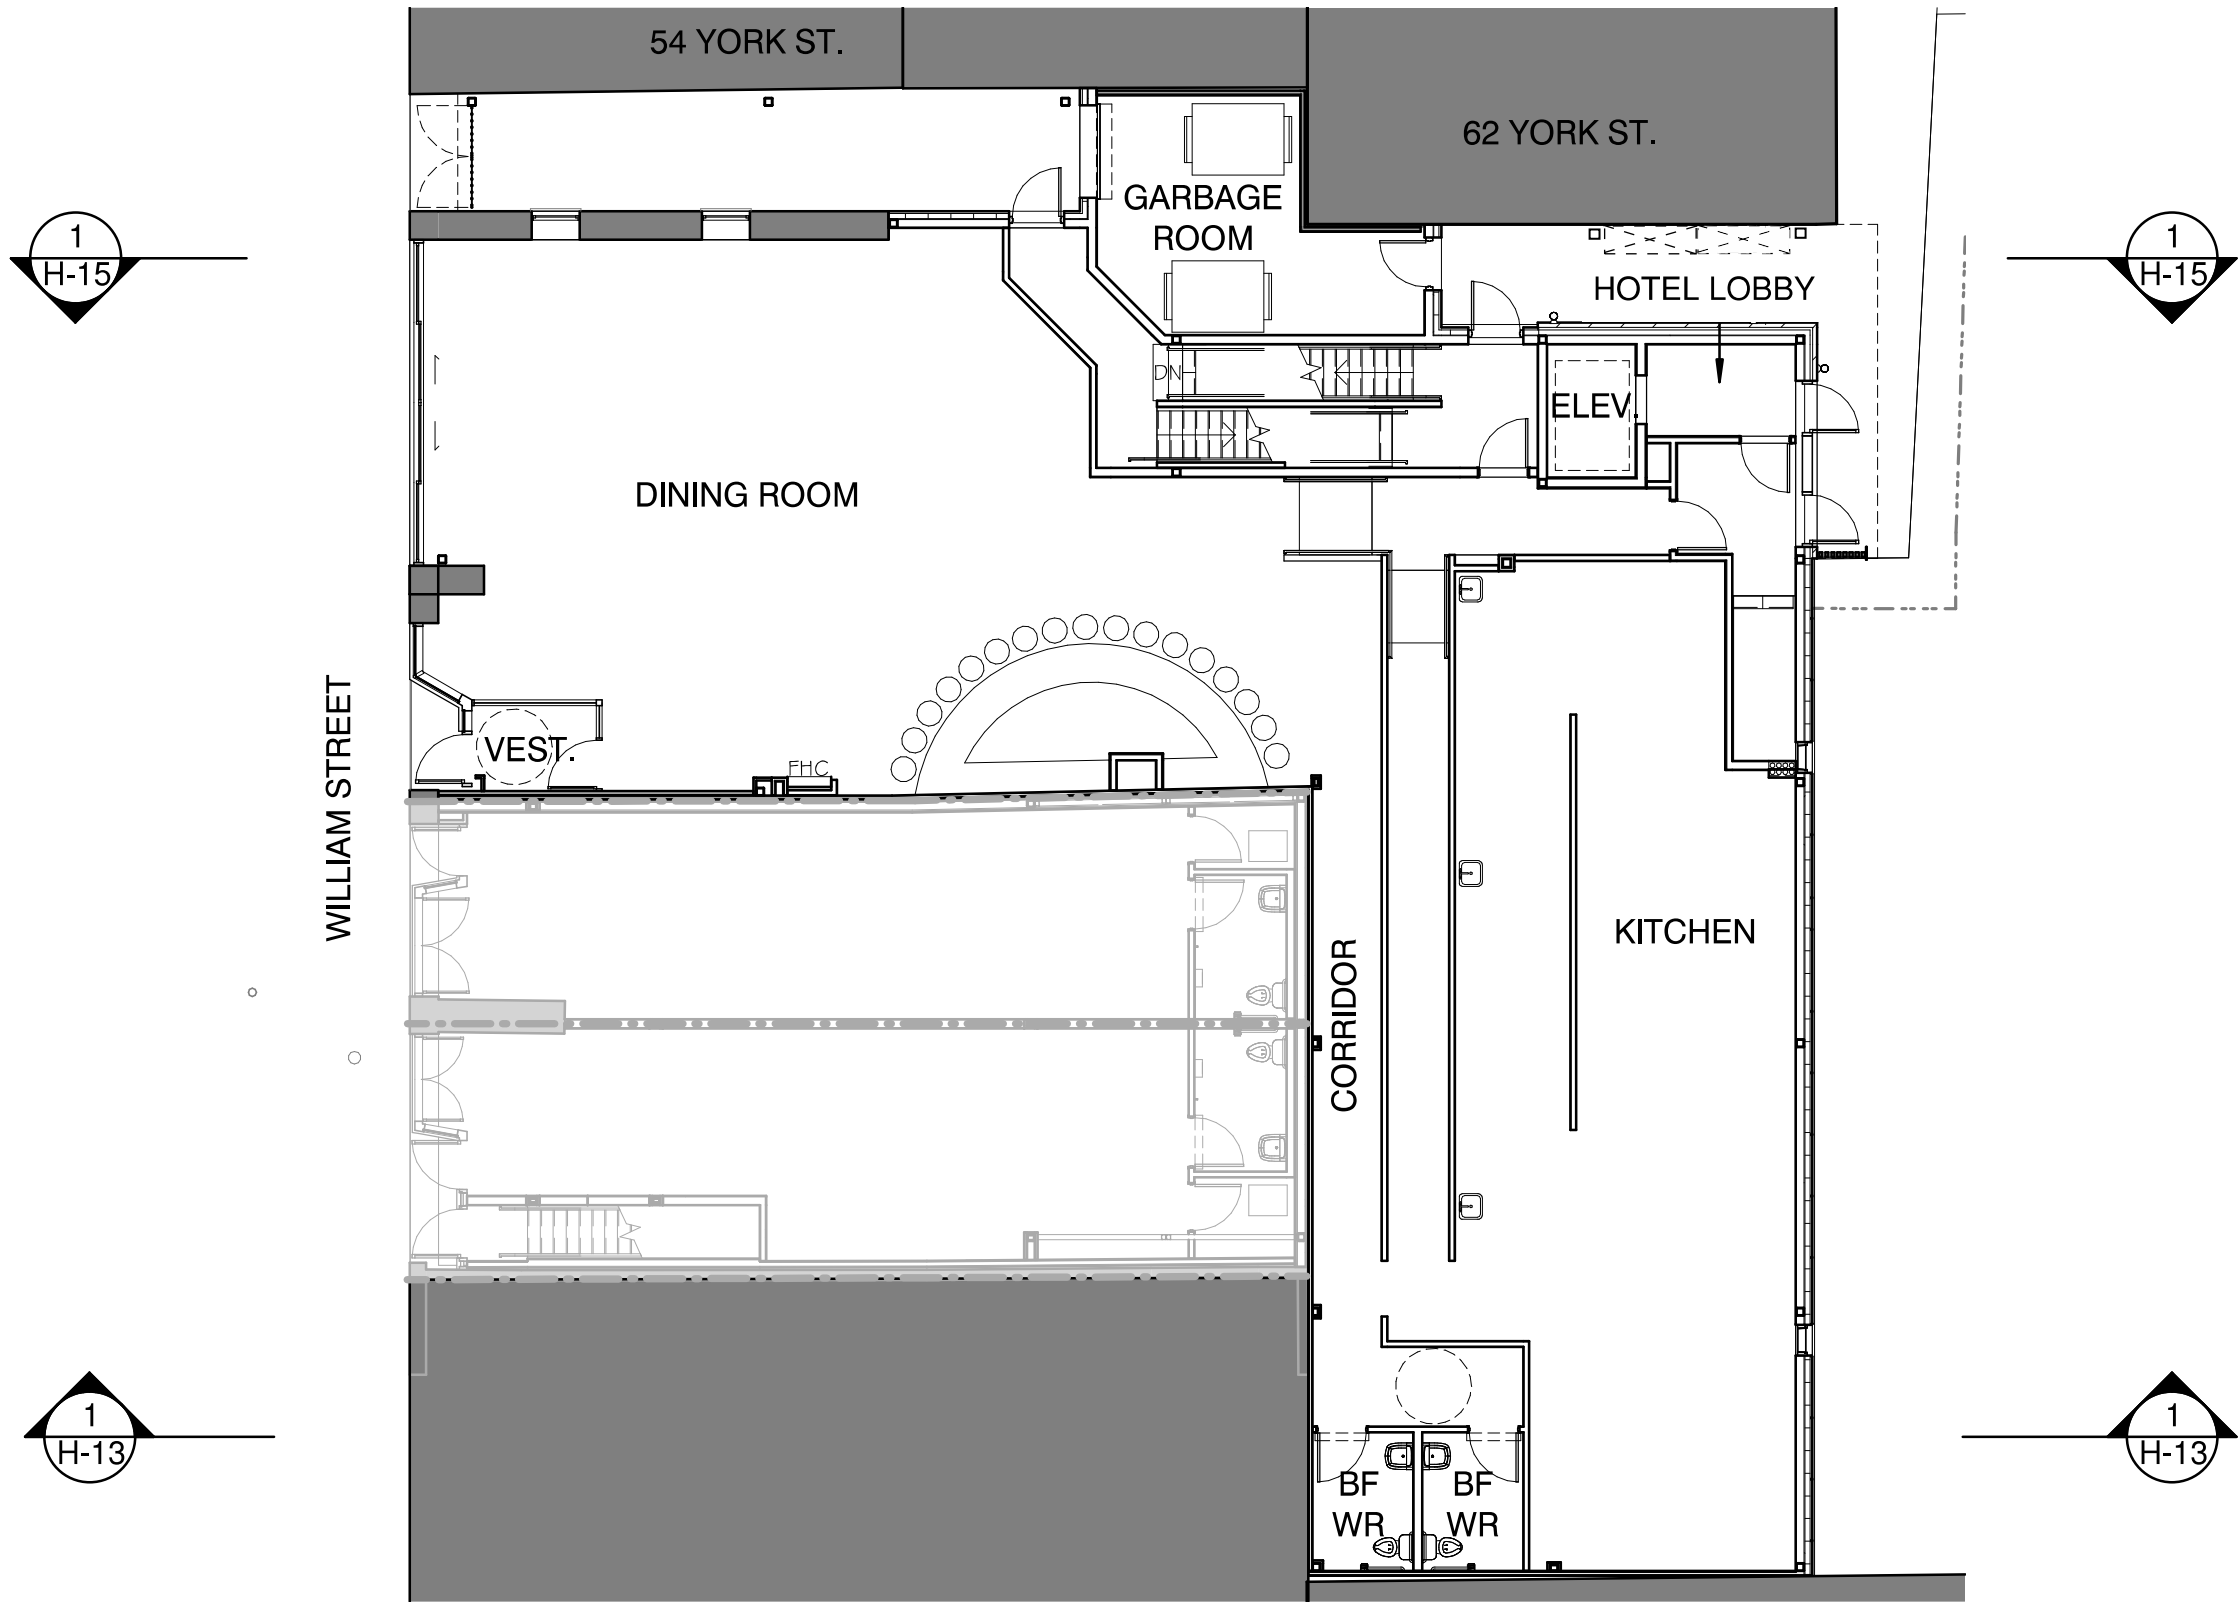 54 YORK ST.
62 YORK ST.
GARBAGE
ROOM
1
H-15
1
H-15
HOTEL LOBBY
DN
ELEV.
DINING ROOM
WILLIAM STREET
VEST.
FHC
KITCHEN
CORRIDOR
1
H-13
1
H-13
BF
WR
BF
WR